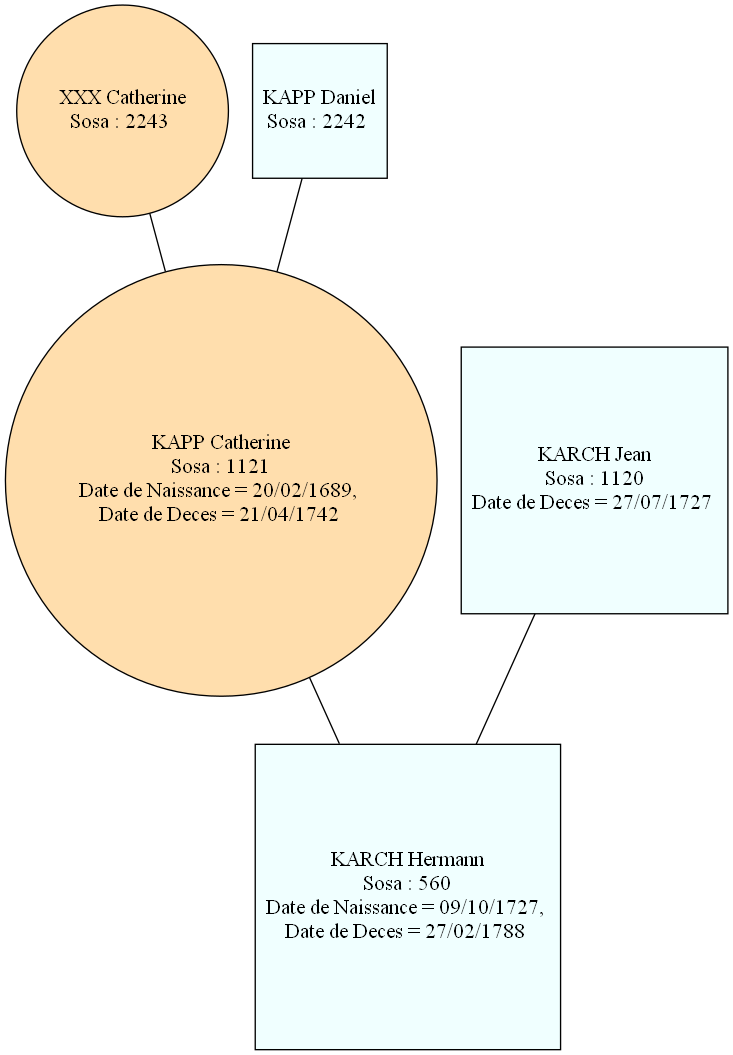 XXX Catherine
Sosa : 2243
KAPP Daniel
Sosa : 2242
KAPP Catherine
Sosa : 1121
Date de Naissance = 20/02/1689,
Date de Deces = 21/04/1742
KARCH Jean
Sosa : 1120
Date de Deces = 27/07/1727
KARCH Hermann
Sosa : 560
Date de Naissance = 09/10/1727,
Date de Deces = 27/02/1788